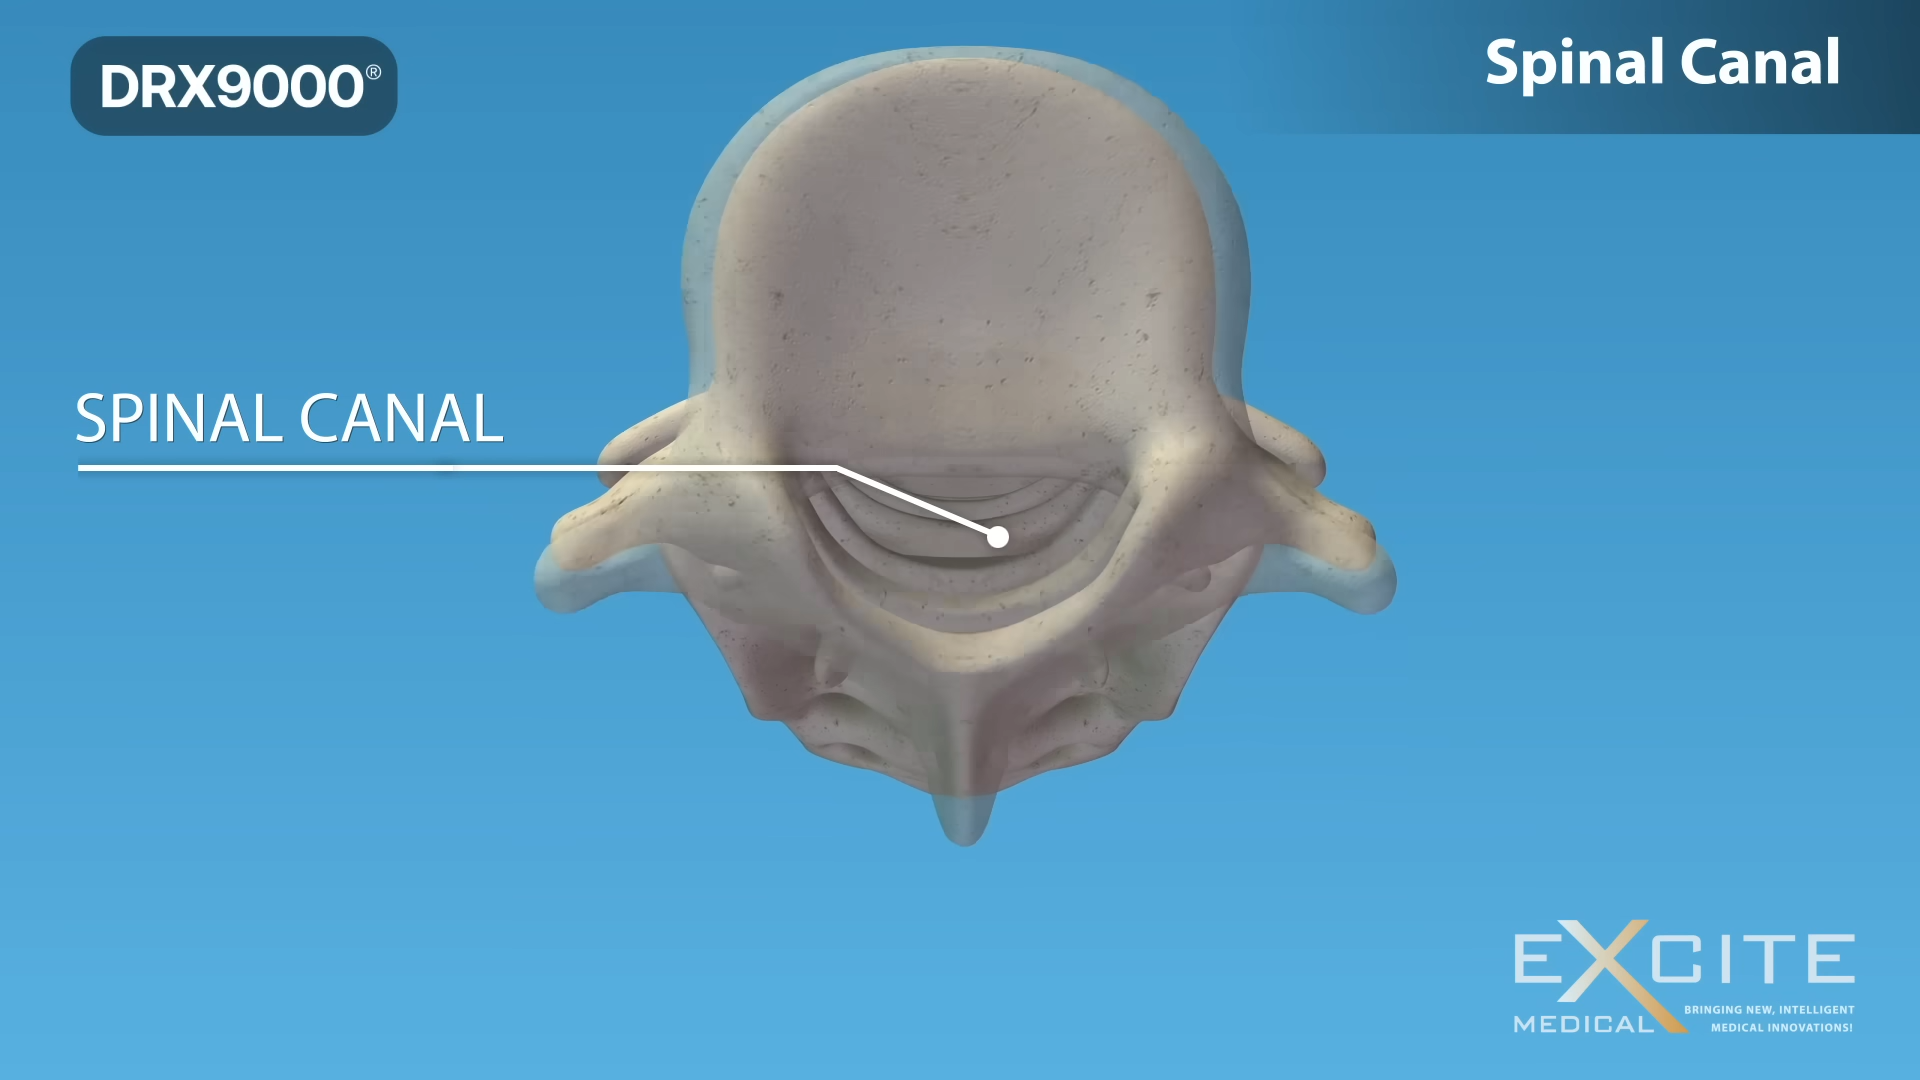 DRX9000®
Spinal Canal
SPINAL CANAL
EXCITE
MEDICAL
BRINGING NEW, INTELLIGENT
MEDICAL INNOVATIONS!